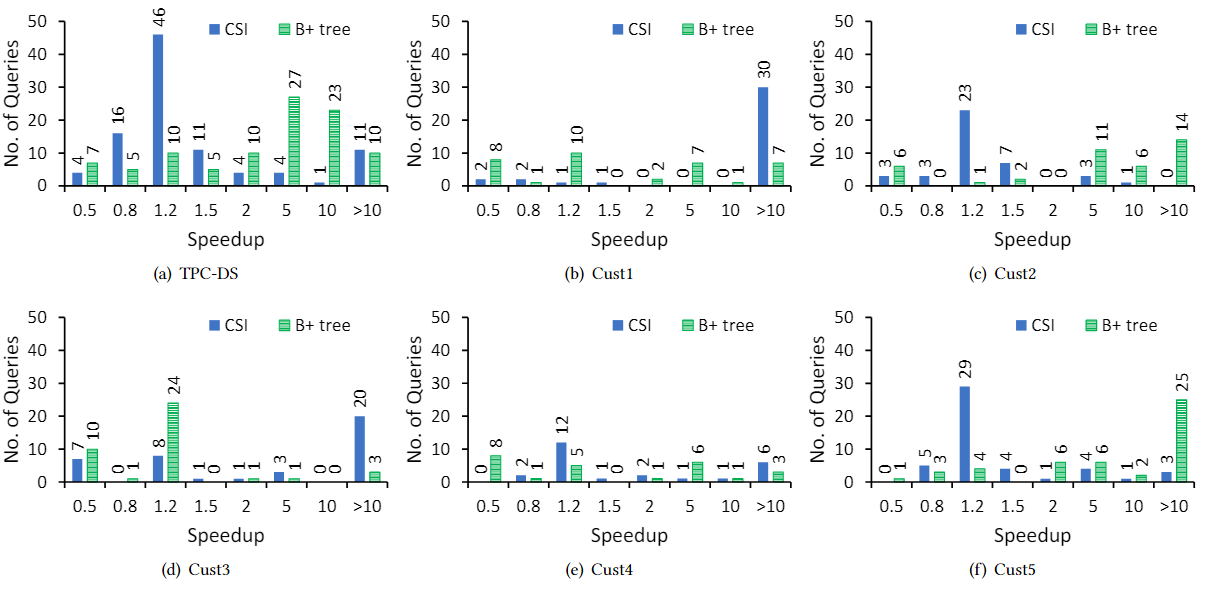 CSI B+ tree
No. of Queries
50
40
30
20
10
0
4 7 16 5 46 10 11 5 4 10 4 27 1 23 11 10
0.5 0.8 1.2 1.5 2 5 10 >10
Speedup
(a) TPC-DS
CSI B+ tree
No. of Queries
50
40
30
20
10
0
2 8 2 1 1 10 1 0 0 2 0 7 0 1 30 7
0.5 0.8 1.2 1.5 2 5 10 >10
Speedup
(b) Cust1
CSI B+ tree
No. of Queries
50
40
30
20
10
0
3 6 3 0 23 1 7 2 0 0 3 11 1 6 0 14
0.5 0.8 1.2 1.5 2 5 10 >10
Speedup
(c) Cust2
CSI B+ tree
No. of Queries
50
40
30
20
10
0
7 10 0 1 8 24 1 0 1 1 3 1 0 0 20 3
0.5 0.8 1.2 1.5 2 5 10 >10
Speedup
(d) Cust3
CSI B+ tree
No. of Queries
50
40
30
20
10
0
0 8 2 1 12 5 1 0 2 1 1 6 1 1 6 3
0.5 0.8 1.2 1.5 2 5 10 >10
Speedup
(e) Cust4
CSI B+ tree
No. of Queries
50
40
30
20
10
0
0 1 5 3 29 4 4 0 1 6 4 6 1 2 3 25
0.5 0.8 1.2 1.5 2 5 10 >10
Speedup
(f) Cust5